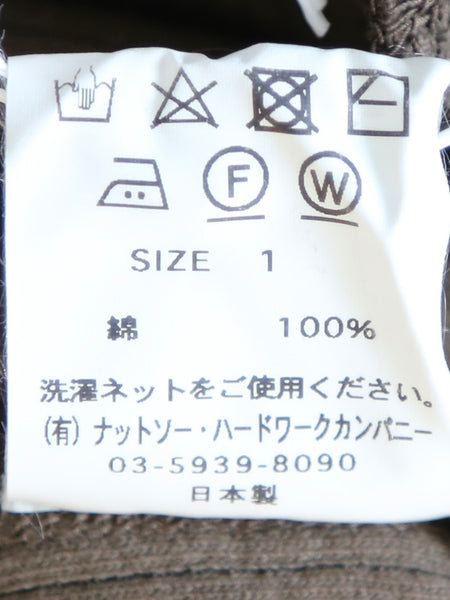 F W
SIZE 1
綿 100%
洗濯ネットをご使用ください。
(有) ナットソー・ハードワークカンパニー
03-5939-8090
日本製